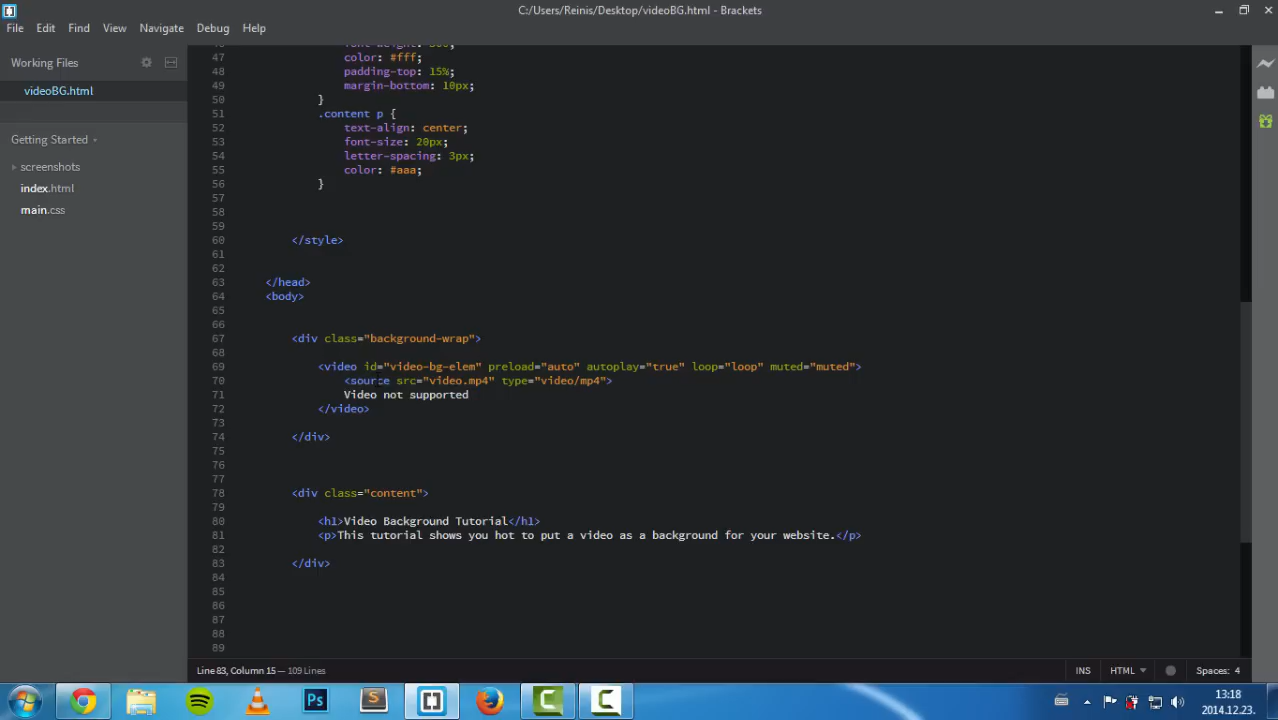 C:/Users/Reinis/Desktop/videoBG.html - Brackets
File Edit Find View Navigate Debug Help
Working Files
videoBG.html
Getting Started
screenshots
index.html
main.css
47 color: #fff;
48 padding-top: 15%;
49 margin-bottom: 10px;
50 }
51 .content p {
52 text-align: center;
53 font-size: 20px;
54 letter-spacing: 3px;
55 color: #aaa;
56 }
57
58
59
60 </style>
61
62
63 </head>
64 <body>
65
66
67 <div class="background-wrap">
68
69 <video id="video-bg-elem" preload="auto" autoplay="true" loop="loop" muted="muted">
70 <source src="video.mp4" type="video/mp4">
71 Video not supported
72 </video>
73
74 </div>
75
76
77
78 <div class="content">
79
80 <h1>Video Background Tutorial</h1>
81 <p>This tutorial shows you hot to put a video as a background for your website.</p>
82
83 </div>
84
85
86
87
88
89
Line 83, Column 15 — 109 Lines
INS HTML Spaces: 4
Ps
13:18
2014.12.23.